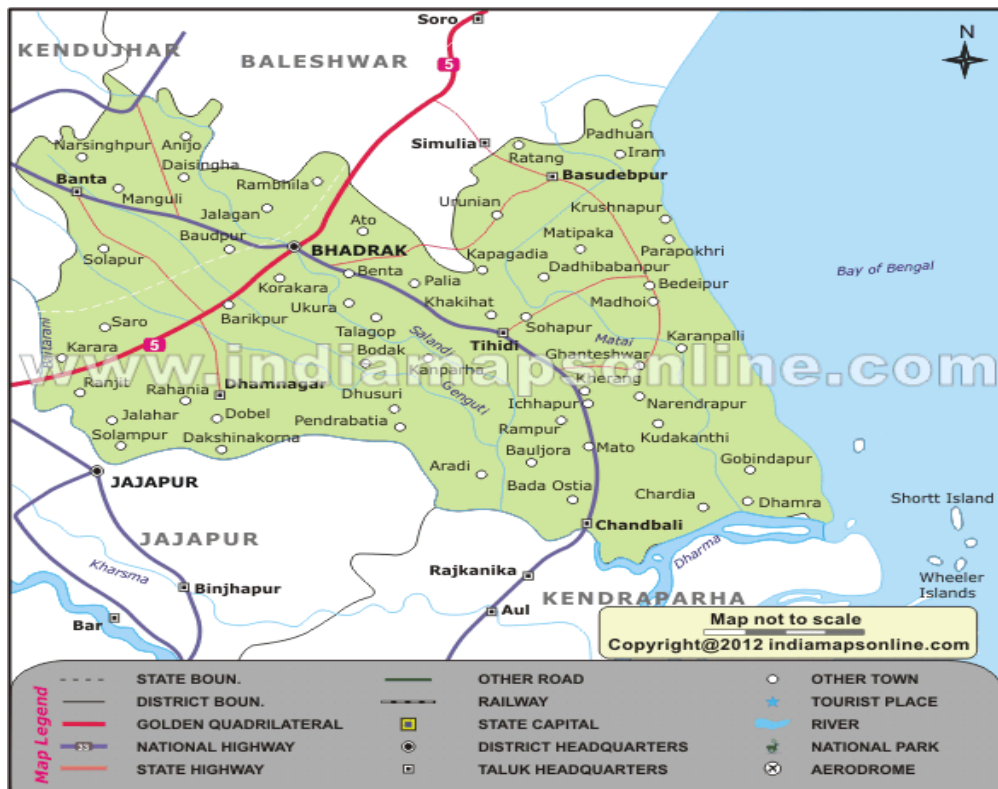 Soro
N
KENDUJHAR
BALESHWAR
5
Padhuan
Simulia
Narsinghpur
Anijo
Ratang
Iram
Daisingha
Banta
Rambhila
Basudebpur
Manguli
Urunian
Krushnapur
Jalagan
Ato
Baudpur
Matipaka
BHADRAK
Parapokhri
Solapur
Kapagadia
Benta
Dadhibabanpur
Bay of Bengal
Korakara
Palia
Bedeipur
Ukura
Khakihat
Madhoi
Barikpur
Saro
Talagop
Sohapur
Salandi
Tihidi
Matai
Karanpalli
5
Karara
Bodak
Ghanteshwar
www.indiamapsonline.com
Kanparha
Ranjit
Rahania
Dhamnagar
Kherang
Dhusuri
Genguti
Ichhapur
Narendrapur
Jalahar
Dobel
Pendrabatia
Rampur
Solampur
Dakshinakorna
Kudakanthi
Mato
Bauljora
Aradi
Gobindapur
JAJAPUR
Bada Ostia
Chardia
Dhamra
Shortt Island
Chandbali
JAJAPUR
Dharma
Kharsma
Rajkanika
Binjhapur
Wheeler
Islands
KENDRAPARHA
Aul
Bar
Map not to scale
Copyright@2012 indiamapsonline.com
Map Legend
STATE BOUN.
OTHER ROAD
OTHER TOWN
DISTRICT BOUN.
RAILWAY
TOURIST PLACE
GOLDEN QUADRILATERAL
STATE CAPITAL
RIVER
33
NATIONAL HIGHWAY
DISTRICT HEADQUARTERS
NATIONAL PARK
STATE HIGHWAY
TALUK HEADQUARTERS
AERODROME